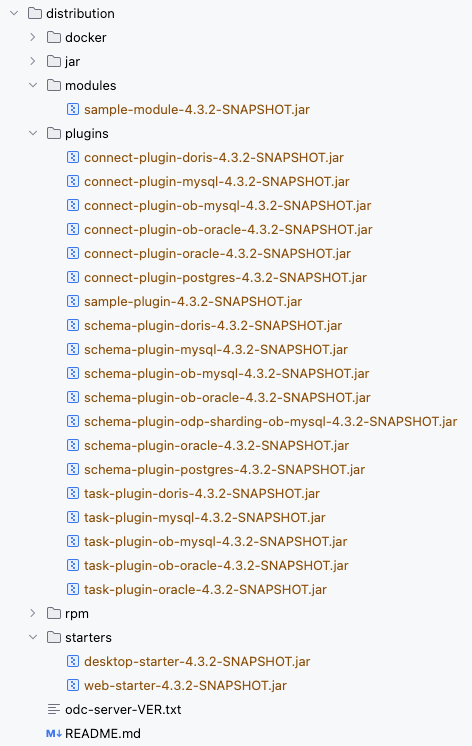 distribution
docker
jar
modules
sample-module-4.3.2-SNAPSHOT.jar
plugins
connect-plugin-doris-4.3.2-SNAPSHOT.jar
connect-plugin-mysql-4.3.2-SNAPSHOT.jar
connect-plugin-ob-mysql-4.3.2-SNAPSHOT.jar
connect-plugin-ob-oracle-4.3.2-SNAPSHOT.jar
connect-plugin-oracle-4.3.2-SNAPSHOT.jar
connect-plugin-postgres-4.3.2-SNAPSHOT.jar
sample-plugin-4.3.2-SNAPSHOT.jar
schema-plugin-doris-4.3.2-SNAPSHOT.jar
schema-plugin-mysql-4.3.2-SNAPSHOT.jar
schema-plugin-ob-mysql-4.3.2-SNAPSHOT.jar
schema-plugin-ob-oracle-4.3.2-SNAPSHOT.jar
schema-plugin-odp-sharding-ob-mysql-4.3.2-SNAPSHOT.jar
schema-plugin-oracle-4.3.2-SNAPSHOT.jar
schema-plugin-postgres-4.3.2-SNAPSHOT.jar
task-plugin-doris-4.3.2-SNAPSHOT.jar
task-plugin-mysql-4.3.2-SNAPSHOT.jar
task-plugin-ob-mysql-4.3.2-SNAPSHOT.jar
task-plugin-ob-oracle-4.3.2-SNAPSHOT.jar
task-plugin-oracle-4.3.2-SNAPSHOT.jar
rpm
starters
desktop-starter-4.3.2-SNAPSHOT.jar
web-starter-4.3.2-SNAPSHOT.jar
odc-server-VER.txt
M↓ README.md